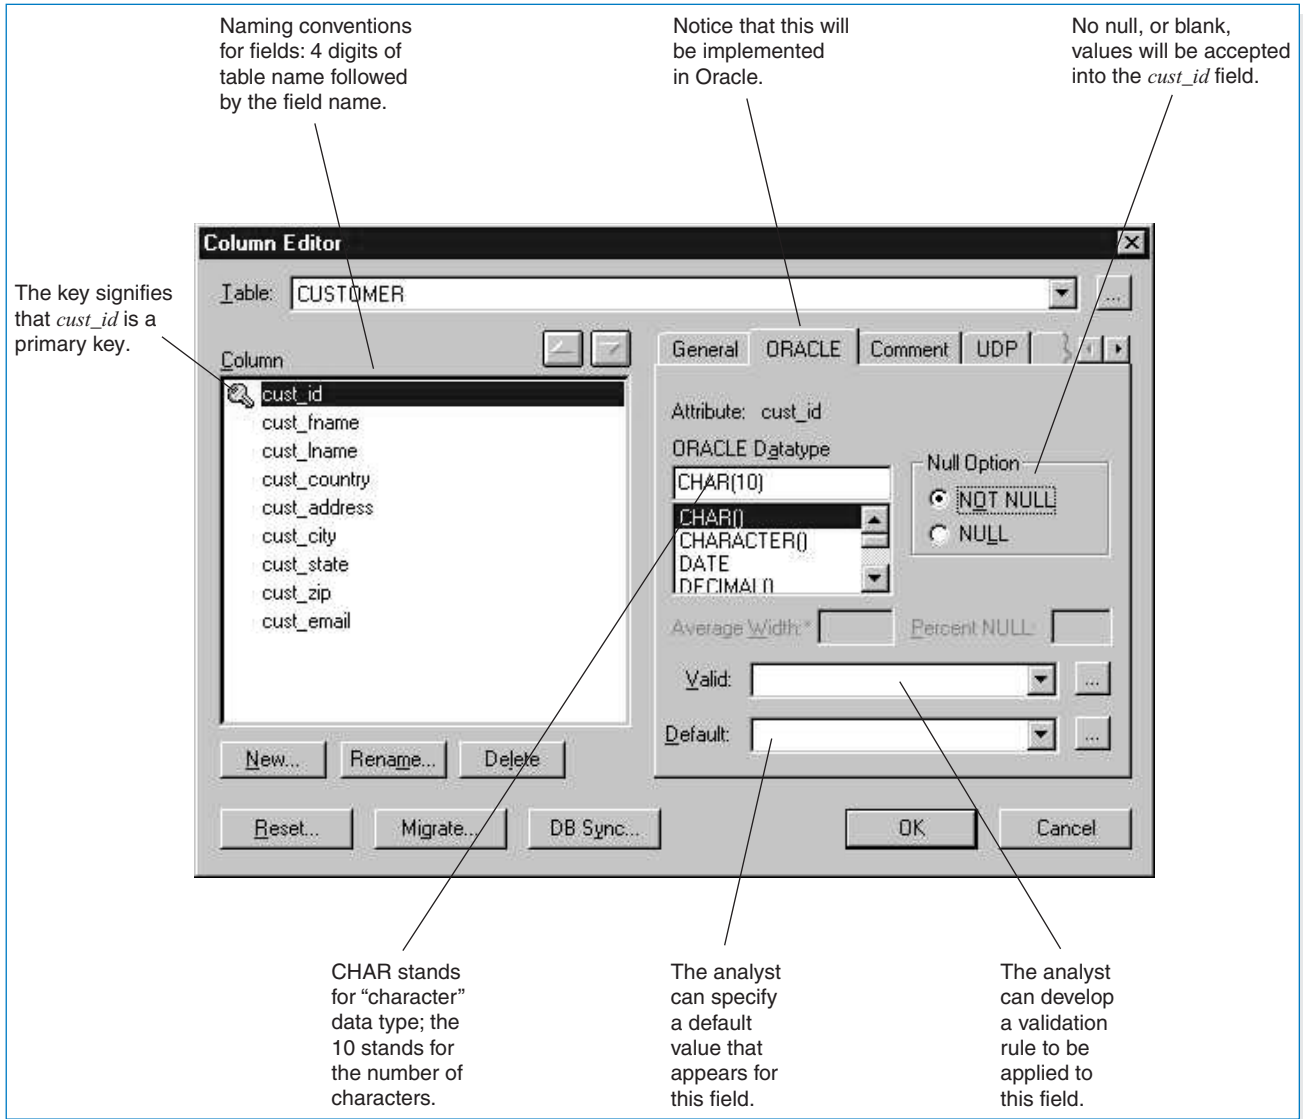 Naming conventions
for fields: 4 digits of
table name followed
by the field name.
Notice that this will
be implemented
in Oracle.
No null, or blank,
values will be accepted
into the cust_id field.
The key signifies
that cust_id is a
primary key.
Column Editor
Table: CUSTOMER
...
Column
cust_id
cust_fname
cust_lname
cust_country
cust_address
cust_city
cust_state
cust_zip
cust_email
New... Rename... Delete
General ORACLE Comment UDP
Attribute: cust_id
ORACLE Datatype
CHAR(10)
CHAR()
CHARACTER()
DATE
DECIMAL()
Null Option
NOT NULL
NULL
Average Width:* Percent NULL:
Valid: ...
Default: ...
Reset... Migrate... DB Sync... OK Cancel
CHAR stands
for “character”
data type; the
10 stands for
the number of
characters.
The analyst
can specify
a default
value that
appears for
this field.
The analyst
can develop
a validation
rule to be
applied to
this field.